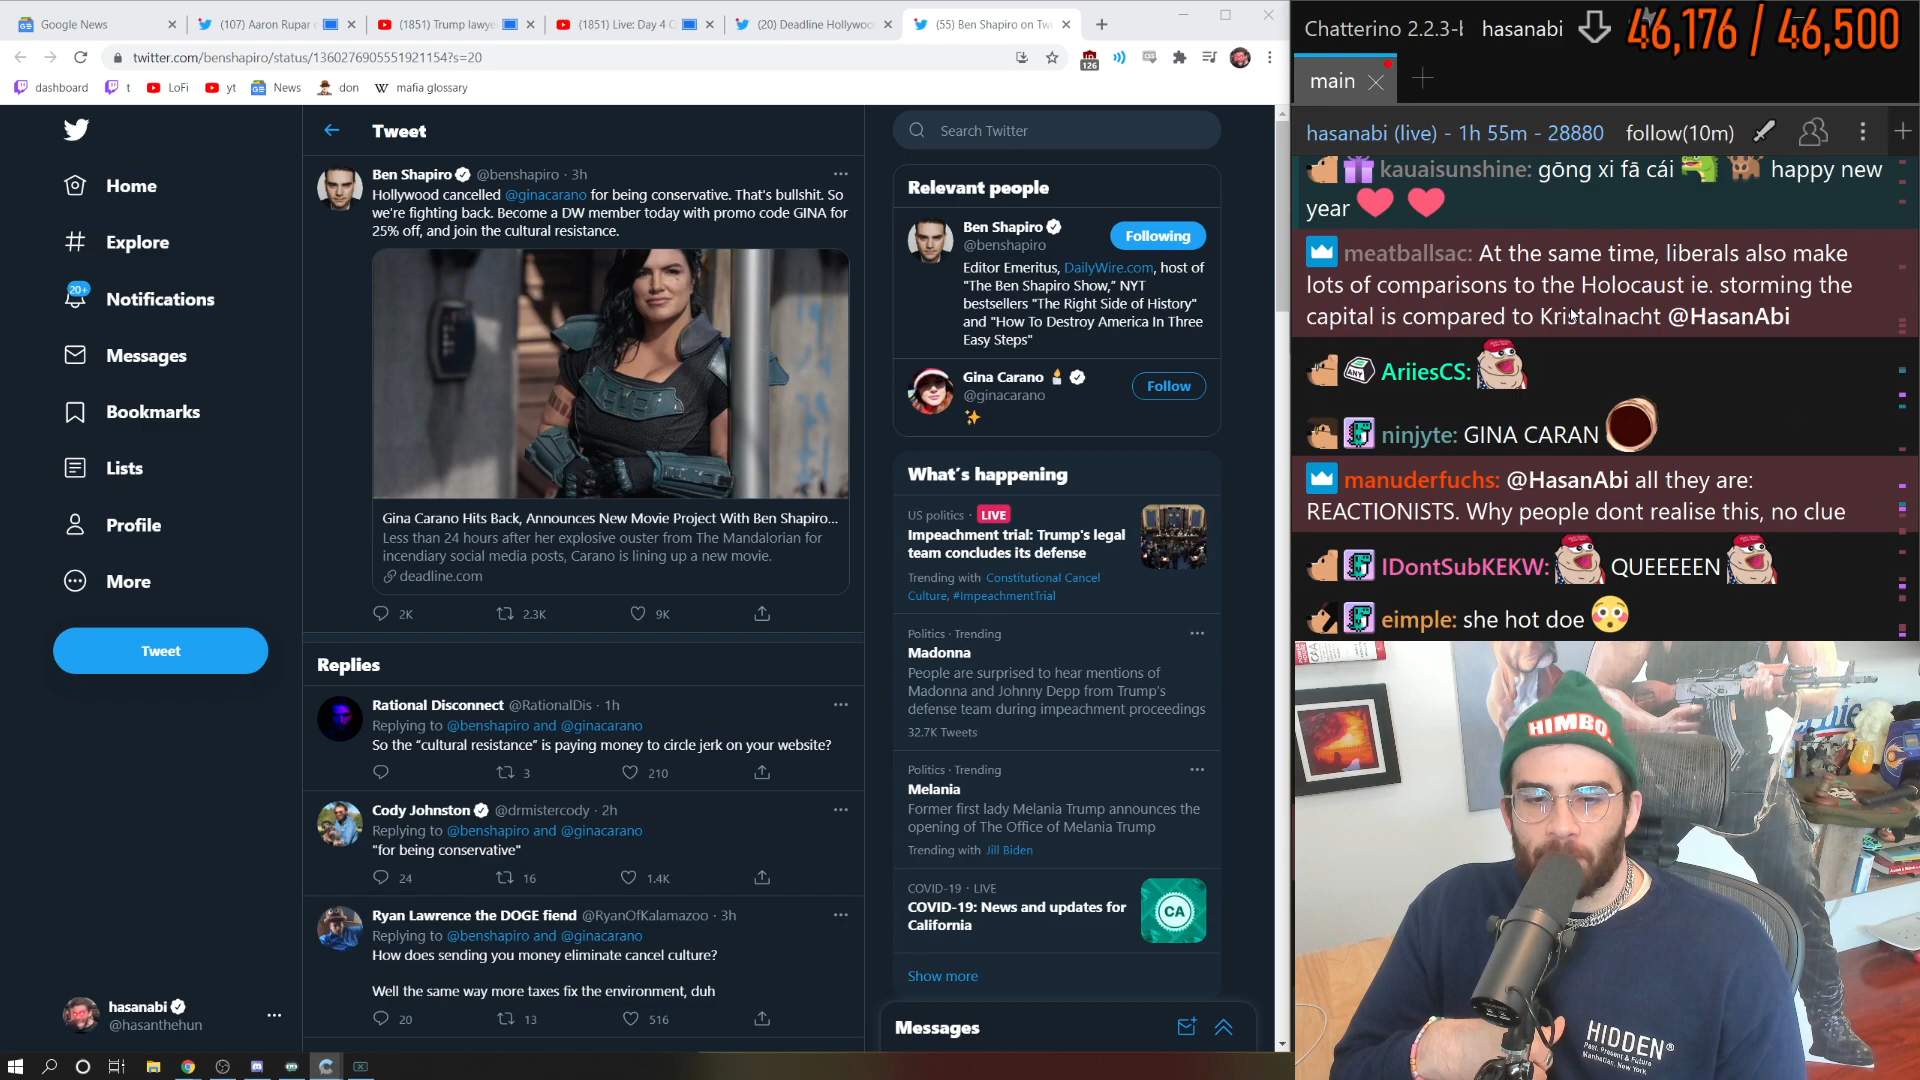 Google News
(107) Aaron Rupar
(1851) Trump lawye
(1851) Live: Day 4 O
(20) Deadline Hollywoo
(55) Ben Shapiro on Tw
twitter.com/benshapiro/status/1360276905551921154?s=20
126
dashboard
t
LoFi
yt
News
don
mafia glossary
Home
Explore
20+
Notifications
Messages
Bookmarks
Lists
Profile
More
Tweet
hasanabi
@hasanthehun
Tweet
Ben Shapiro @benshapiro · 3h
Hollywood cancelled @ginacarano for being conservative. That's bullshit. So
we're fighting back. Become a DW member today with promo code GINA for
25% off, and join the cultural resistance.
Gina Carano Hits Back, Announces New Movie Project With Ben Shapiro...
Less than 24 hours after her explosive ouster from The Mandalorian for
incendiary social media posts, Carano is lining up a new movie.
deadline.com
2K 2.3K 9K
Replies
Rational Disconnect @RationalDis · 1h
Replying to @benshapiro and @ginacarano
So the “cultural resistance” is paying money to circle jerk on your website?
3 210
Cody Johnston @drmistercody · 2h
Replying to @benshapiro and @ginacarano
"for being conservative"
24 16 1.4K
Ryan Lawrence the DOGE fiend @RyanOfKalamazoo · 3h
Replying to @benshapiro and @ginacarano
How does sending you money eliminate cancel culture?
Well the same way more taxes fix the environment, duh
20 13 516
Search Twitter
Relevant people
Ben Shapiro
@benshapiro
Following
Editor Emeritus, DailyWire.com, host of
"The Ben Shapiro Show," NYT
bestsellers "The Right Side of History"
and "How To Destroy America In Three
Easy Steps"
Gina Carano
@ginacarano
Follow
What’s happening
US politics · LIVE
Impeachment trial: Trump's legal
team concludes its defense
Trending with Constitutional Cancel
Culture, #ImpeachmentTrial
Politics · Trending
Madonna
People are surprised to hear mentions of
Madonna and Johnny Depp from Trump’s
defense team during impeachment proceedings
32.7K Tweets
Politics · Trending
Melania
Former first lady Melania Trump announces the
opening of The Office of Melania Trump
Trending with Jill Biden
COVID-19 · LIVE
COVID-19: News and updates for
California
CA
Show more
Messages
Chatterino 2.2.3-b hasanabi
46,176 / 46,500
main
hasanabi (live) - 1h 55m - 28880 follow(10m)
kauaisunshine: gōng xi fā cái happy new
year
meatballsac: At the same time, liberals also make
lots of comparisons to the Holocaust ie. storming the
capital is compared to Kristalnacht @HasanAbi
ANY AriiesCS:
ninjyte: GINA CARAN
manuderfuchs: @HasanAbi all they are:
REACTIONISTS. Why people dont realise this, no clue
IDontSubKEKW: QUEEEEEN
eimple: she hot doe
HIMBO
HIDDEN
Past, Present & Future
Manhattan, New York